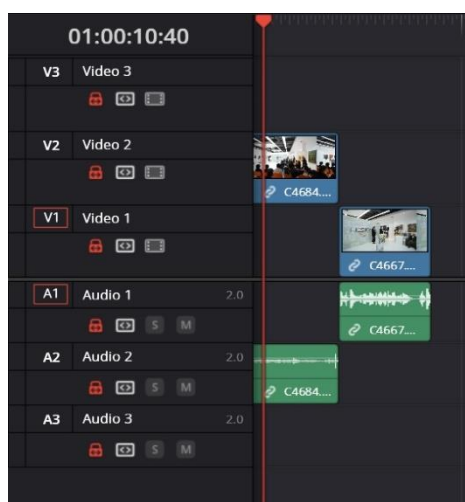 01:00:10:40
V3 Video 3
V2 Video 2
C4684....
V1 Video 1
C4667....
A1 Audio 1 2.0
S M
C4667....
A2 Audio 2 2.0
S M
C4684....
A3 Audio 3 2.0
S M